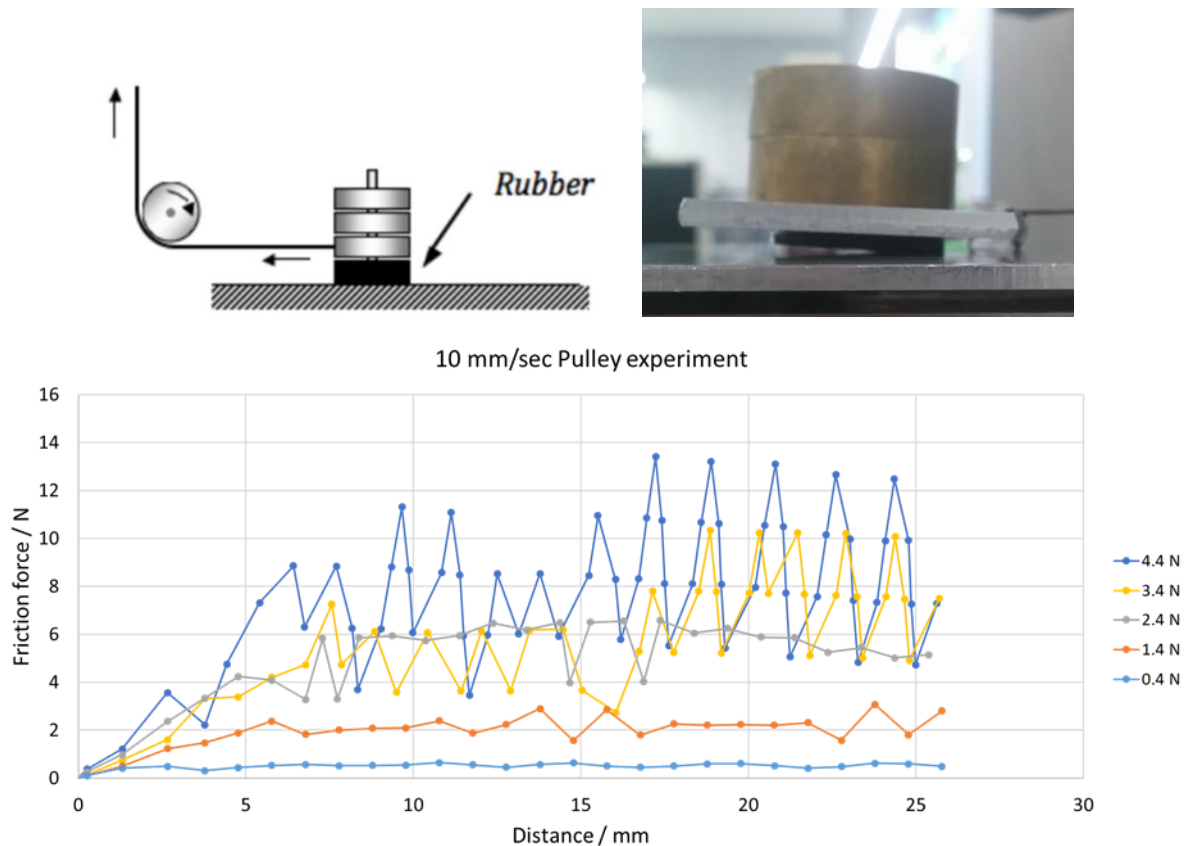 Rubber
10 mm/sec Pulley experiment
16
14
12
10
8
6
4
2
0
Friction force / N
0 5 10 15 20 25 30
Distance / mm
4.4 N
3.4 N
2.4 N
1.4 N
0.4 N